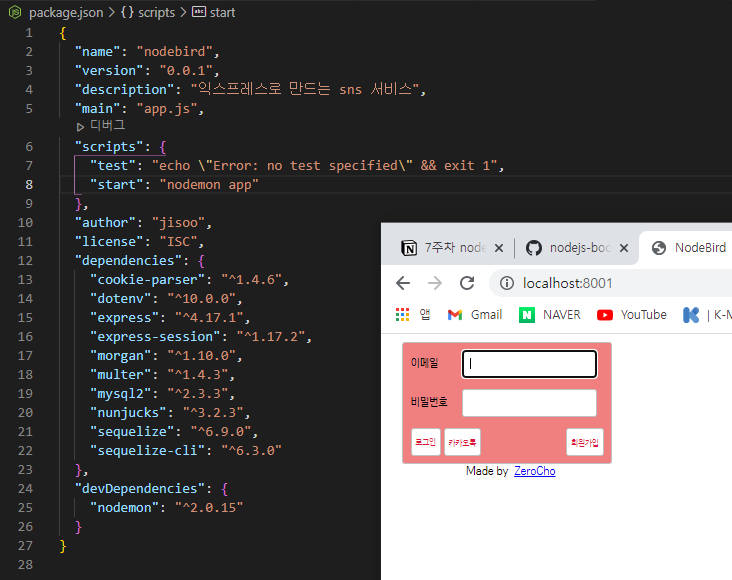 package.json > {} scripts > abc start
1 {
2 "name": "nodebird",
3 "version": "0.0.1",
4 "description": "익스프레스로 만드는 sns 서비스",
5 "main": "app.js",
디버그
6 "scripts": {
7 "test": "echo \"Error: no test specified\" && exit 1",
8 "start": "nodemon app"
9 },
10 "author": "jisoo",
11 "license": "ISC",
12 "dependencies": {
13 "cookie-parser": "^1.4.6",
14 "dotenv": "^10.0.0",
15 "express": "^4.17.1",
16 "express-session": "^1.17.2",
17 "morgan": "^1.10.0",
18 "multer": "^1.4.3",
19 "mysql2": "^2.3.3",
20 "nunjucks": "^3.2.3",
21 "sequelize": "^6.9.0",
22 "sequelize-cli": "^6.3.0"
23 },
24 "devDependencies": {
25 "nodemon": "^2.0.15"
26 }
27 }
28
7주차 node nodejs-boo NodeBird
localhost:8001
앱 Gmail NAVER YouTube | K-M
이메일
비밀번호
로그인 카카오톡 회원가입
Made by ZeroCho